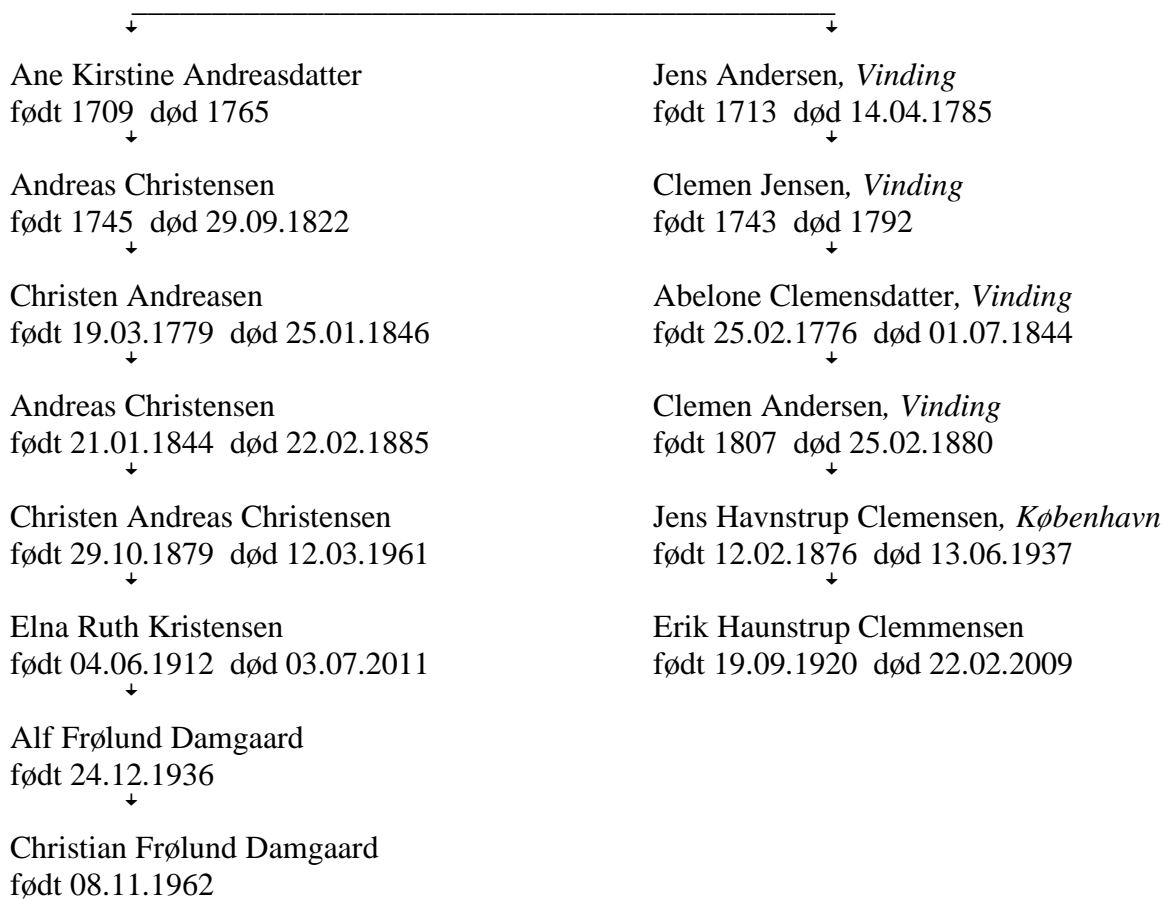 Ane Kirstine Andreasdatter
født 1709  død 1765
Andreas Christensen
født 1745  død 29.09.1822
Christen Andreasen
født 19.03.1779  død 25.01.1846
Andreas Christensen
født 21.01.1844  død 22.02.1885
Christen Andreas Christensen
født 29.10.1879  død 12.03.1961
Elna Ruth Kristensen
født 04.06.1912  død 03.07.2011
Alf Frølund Damgaard
født 24.12.1936
Christian Frølund Damgaard
født 08.11.1962
Jens Andersen, Vinding
født 1713  død 14.04.1785
Clemen Jensen, Vinding
født 1743  død 1792
Abelone Clemensdatter, Vinding
født 25.02.1776  død 01.07.1844
Clemen Andersen, Vinding
født 1807  død 25.02.1880
Jens Havnstrup Clemensen, København
født 12.02.1876  død 13.06.1937
Erik Haunstrup Clemmensen
født 19.09.1920  død 22.02.2009